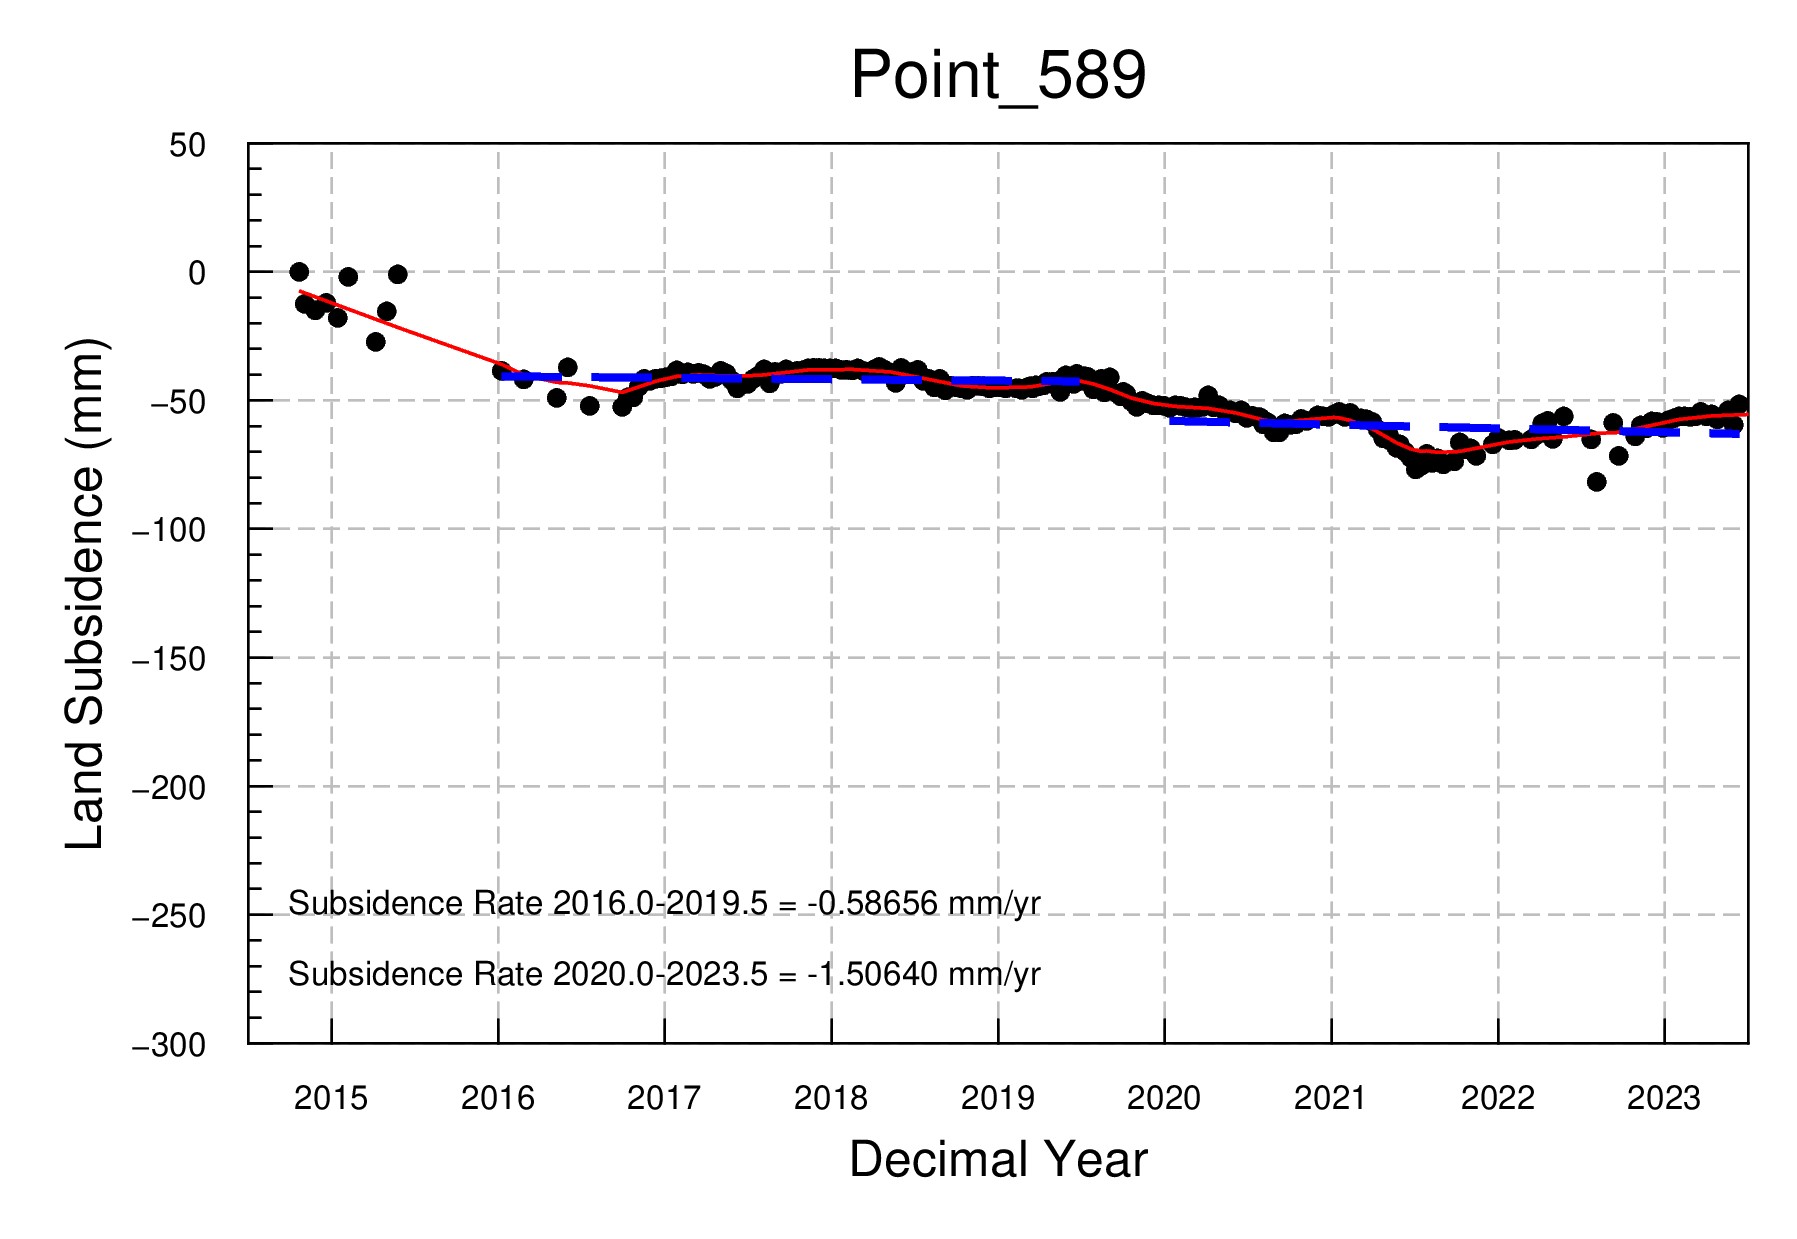 Point_589
50
0
−50
−100
−150
−200
−250
−300
Land Subsidence (mm)
Subsidence Rate 2016.0-2019.5 = -0.58656 mm/yr
Subsidence Rate 2020.0-2023.5 = -1.50640 mm/yr
2015 2016 2017 2018 2019 2020 2021 2022 2023
Decimal Year